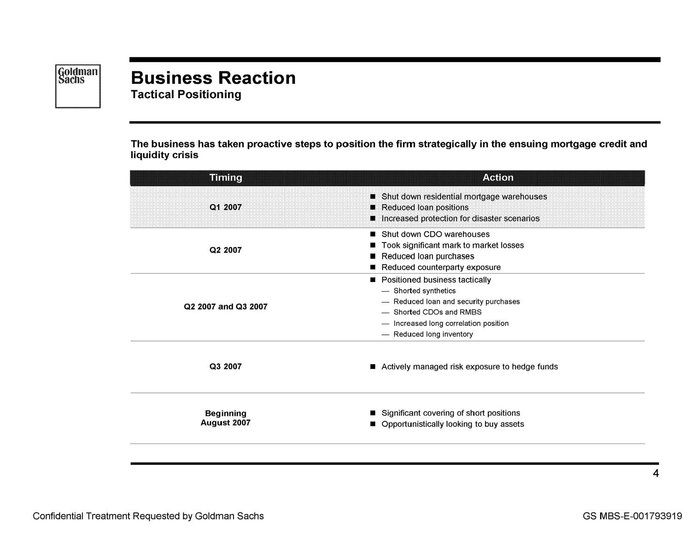 Goldman
Sachs
Business Reaction
Tactical Positioning
The business has taken proactive steps to position the firm strategically in the ensuing mortgage credit and
liquidity crisis
Timing Action
Q1 2007
■ Shut down residential mortgage warehouses
■ Reduced loan positions
■ Increased protection for disaster scenarios
Q2 2007
■ Shut down CDO warehouses
■ Took significant mark to market losses
■ Reduced loan purchases
■ Reduced counterparty exposure
Q2 2007 and Q3 2007
■ Positioned business tactically
— Shorted synthetics
— Reduced loan and security purchases
— Shorted CDOs and RMBS
— Increased long correlation position
— Reduced long inventory
Q3 2007
■ Actively managed risk exposure to hedge funds
Beginning
August 2007
■ Significant covering of short positions
■ Opportunistically looking to buy assets
4
Confidential Treatment Requested by Goldman Sachs
GS MBS-E-001793919